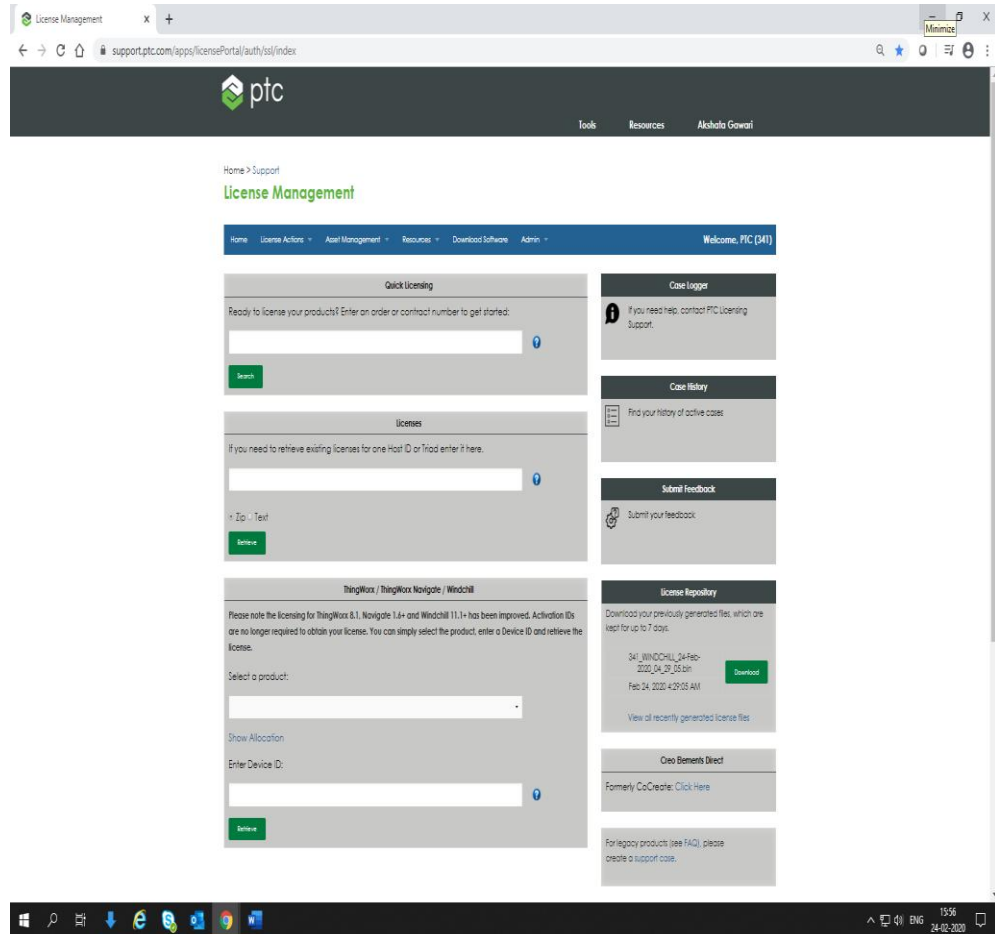 License Management
Minimize
support.ptc.com/apps/licensePortal/auth/ssl/index
ptc
Tools Resources Akshata Gawari
Home > Support
License Management
Home License Actions Asset Management Resources Download Software Admin Welcome, PTC (341)
Quick Licensing
Ready to license your products? Enter an order or contract number to get started:
Search
Licenses
If you need to retrieve existing licenses for one Host ID or Triad enter it here.
Zip Text
Retrieve
ThingWorx / ThingWorx Navigate / Windchill
Please note the licensing for ThingWorx 8.1, Navigate 1.6+ and Windchill 11.1+ has been improved. Activation IDs
are no longer required to obtain your license. You can simply select the product, enter a Device ID and retrieve the
license.
Select a product:
Show Allocation
Enter Device ID:
Retrieve
Case Logger
If you need help, contact PTC Licensing
Support.
Case History
Find your history of active cases
Submit Feedback
Submit your feedback
License Repository
Download your previously generated files, which are
kept for up to 7 days.
341_WINDCHILL_24-Feb-
2020_04_29_05.bin
Download
Feb 24, 2020 4:29:05 AM
View all recently generated license files
Creo Elements Direct
Formerly CoCreate: Click Here
For legacy products (see FAQ), please
create a support case.
ENG
15:56
24-02-2020